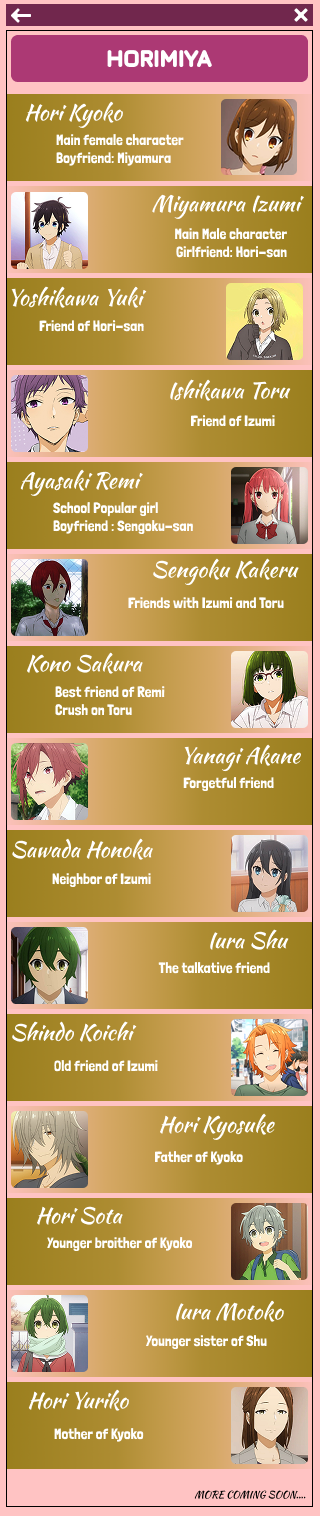 HORIMIYA
Hori Kyoko
Main female character
Boyfriend: Miyamura
Miyamura Izumi
Main Male character
Girlfriend: Hori-san
Yoshikawa Yuki
Friend of Hori-san
Ishikawa Toru
Friend of Izumi
Ayasaki Remi
School Popular girl
Boyfriend : Sengoku-san
Sengoku Kakeru
Friends with Izumi and Toru
Kono Sakura
Best friend of Remi
Crush on Toru
Yanagi Akane
Forgetful friend
Sawada Honoka
Neighbor of Izumi
Iura Shu
The talkative friend
Shindo Koichi
Old friend of Izumi
Hori Kyosuke
Father of Kyoko
Hori Sota
Younger broither of Kyoko
Iura Motoko
Younger sister of Shu
Hori Yuriko
Mother of Kyoko
MORE COMING SOON....